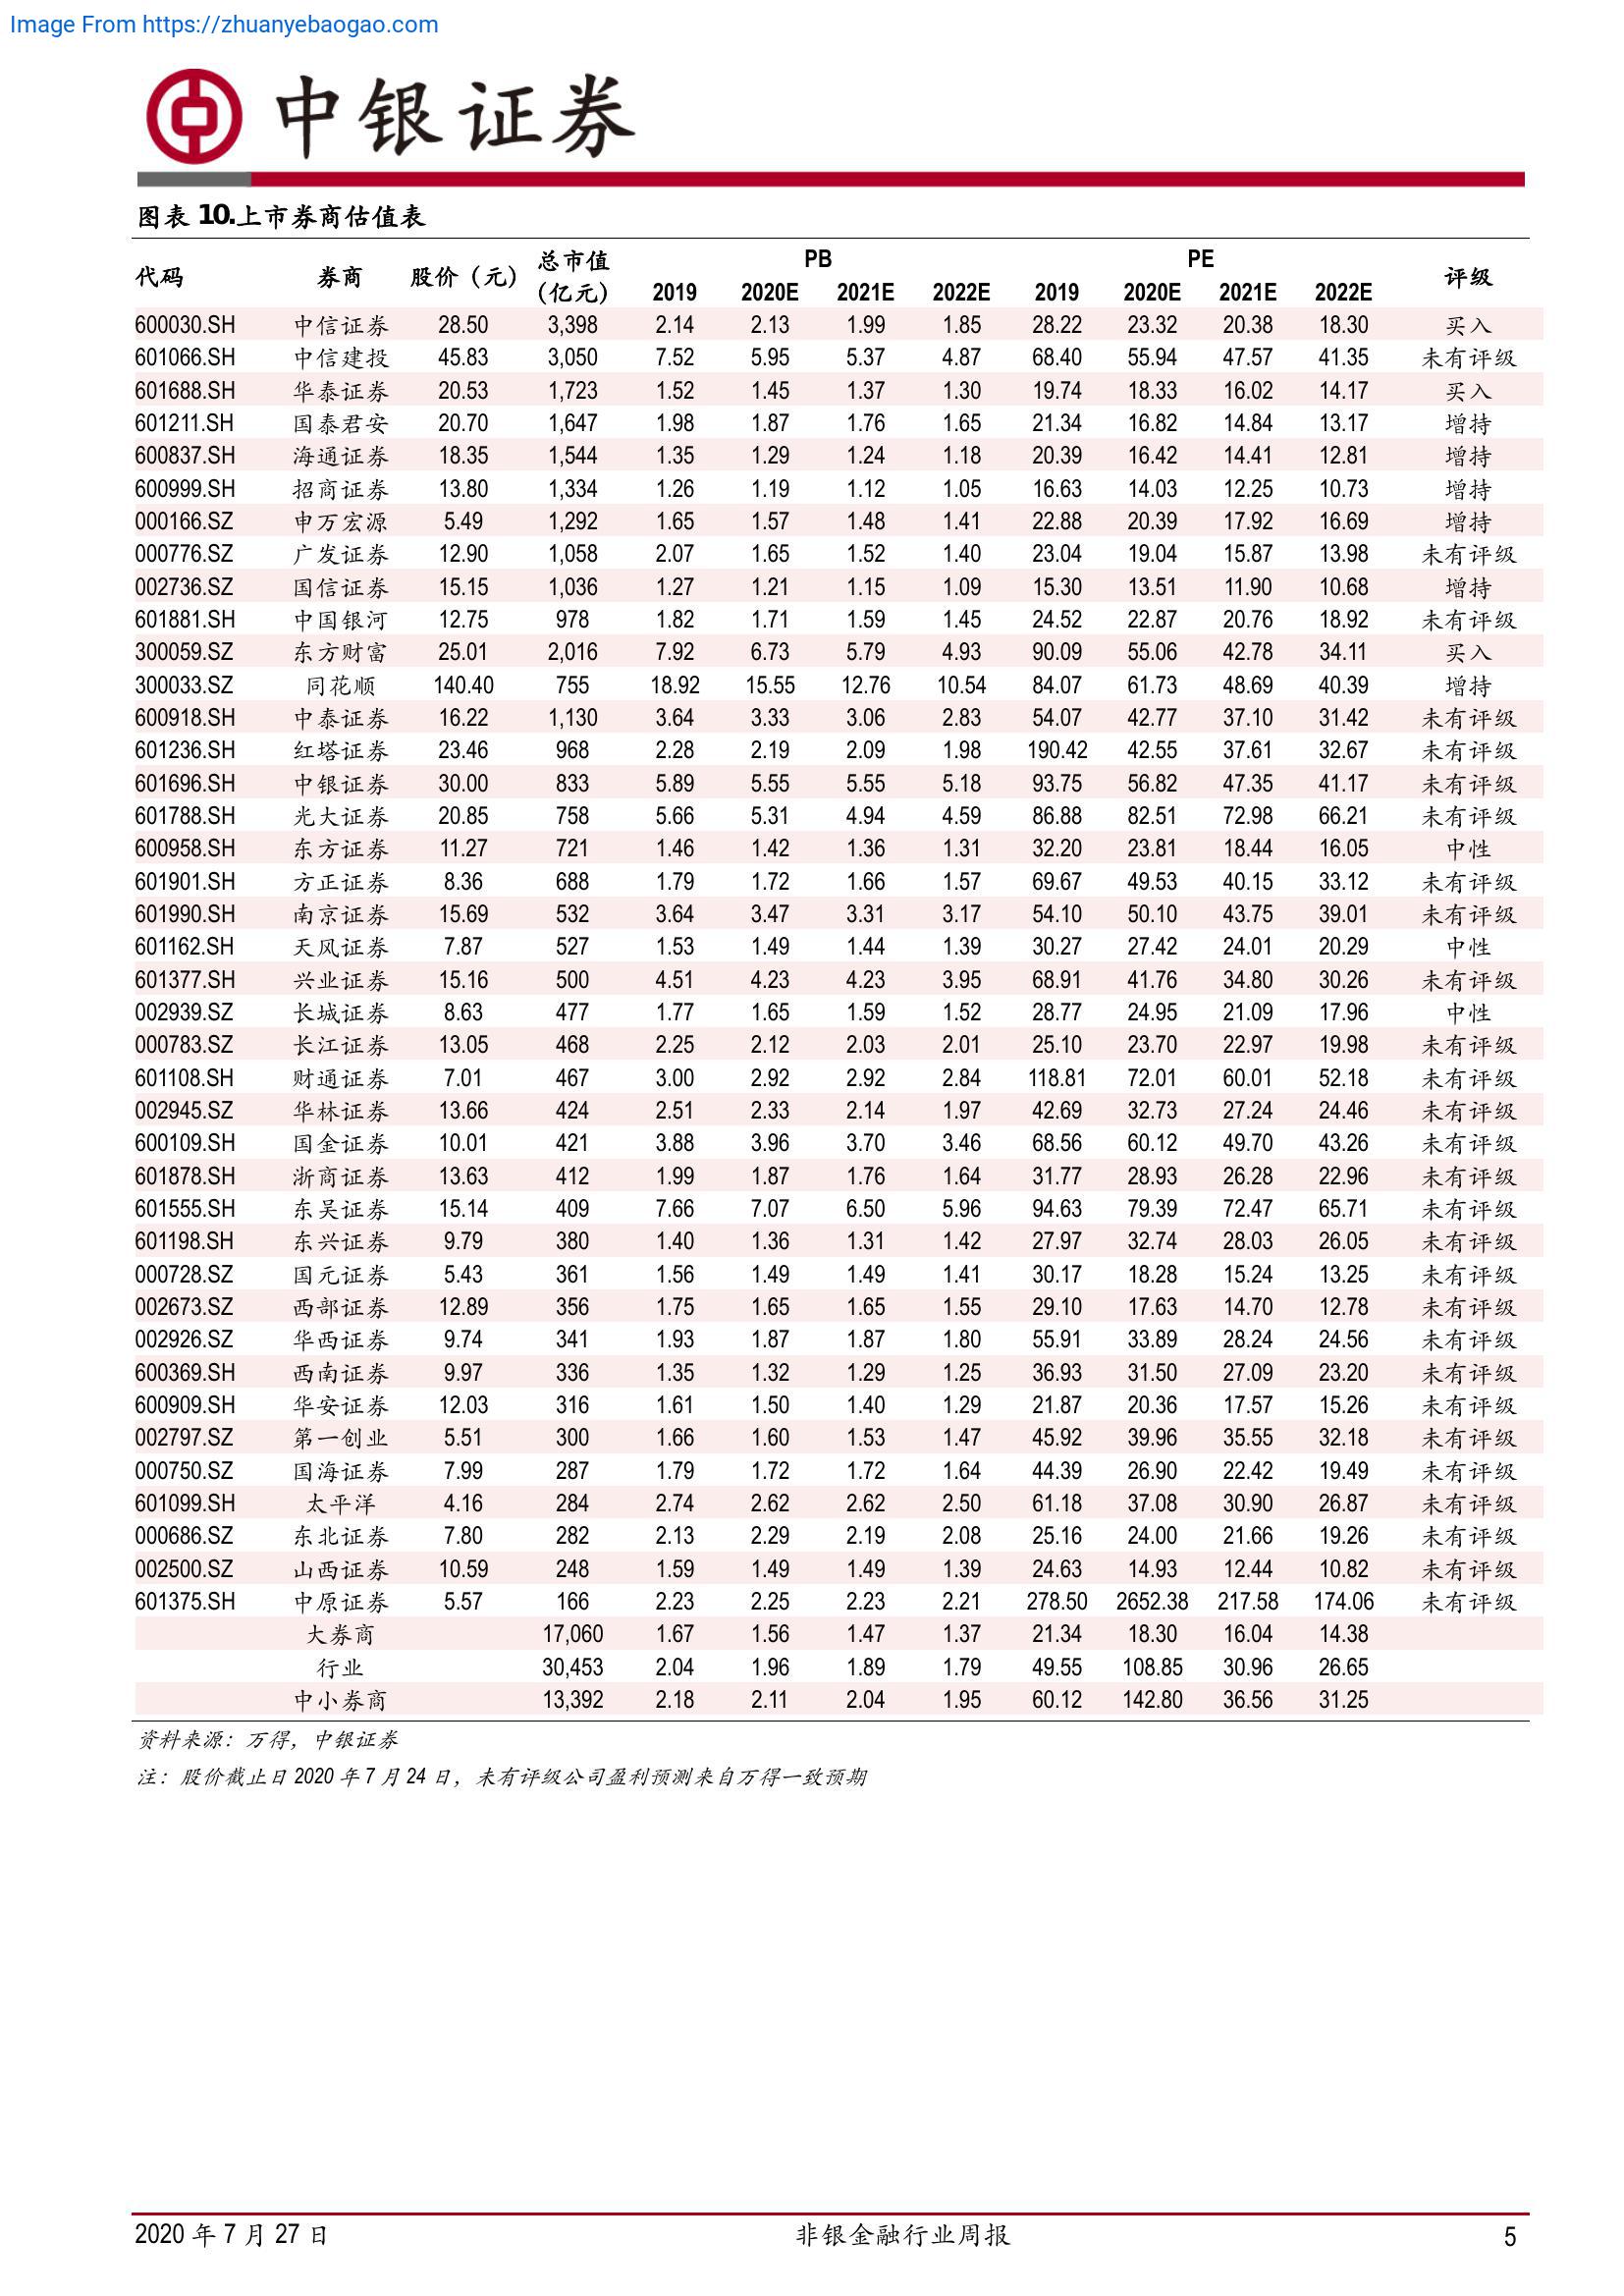 Image From https://zhuanyebaogao.com
中银证券
图表 10.上市券商估值表
代码 券商 股价（元） 总市值（亿元） PB PE 评级
2019 2020E 2021E 2022E 2019 2020E 2021E 2022E
600030.SH 中信证券 28.50 3,398 2.14 2.13 1.99 1.85 28.22 23.32 20.38 18.30 买入
601066.SH 中信建投 45.83 3,050 7.52 5.95 5.37 4.87 68.40 55.94 47.57 41.35 未有评级
601688.SH 华泰证券 20.53 1,723 1.52 1.45 1.37 1.30 19.74 18.33 16.02 14.17 买入
601211.SH 国泰君安 20.70 1,647 1.98 1.87 1.76 1.65 21.34 16.82 14.84 13.17 增持
600837.SH 海通证券 18.35 1,544 1.35 1.29 1.24 1.18 20.39 16.42 14.41 12.81 增持
600999.SH 招商证券 13.80 1,334 1.26 1.19 1.12 1.05 16.63 14.03 12.25 10.73 增持
000166.SZ 申万宏源 5.49 1,292 1.65 1.57 1.48 1.41 22.88 20.39 17.92 16.69 增持
000776.SZ 广发证券 12.90 1,058 2.07 1.65 1.52 1.40 23.04 19.04 15.87 13.98 未有评级
002736.SZ 国信证券 15.15 1,036 1.27 1.21 1.15 1.09 15.30 13.51 11.90 10.68 增持
601881.SH 中国银河 12.75 978 1.82 1.71 1.59 1.45 24.52 22.87 20.76 18.92 未有评级
300059.SZ 东方财富 25.01 2,016 7.92 6.73 5.79 4.93 90.09 55.06 42.78 34.11 买入
300033.SZ 同花顺 140.40 755 18.92 15.55 12.76 10.54 84.07 61.73 48.69 40.39 增持
600918.SH 中泰证券 16.22 1,130 3.64 3.33 3.06 2.83 54.07 42.77 37.10 31.42 未有评级
601236.SH 红塔证券 23.46 968 2.28 2.19 2.09 1.98 190.42 42.55 37.61 32.67 未有评级
601696.SH 中银证券 30.00 833 5.89 5.55 5.55 5.18 93.75 56.82 47.35 41.17 未有评级
601788.SH 光大证券 20.85 758 5.66 5.31 4.94 4.59 86.88 82.51 72.98 66.21 未有评级
600958.SH 东方证券 11.27 721 1.46 1.42 1.36 1.31 32.20 23.81 18.44 16.05 中性
601901.SH 方正证券 8.36 688 1.79 1.72 1.66 1.57 69.67 49.53 40.15 33.12 未有评级
601990.SH 南京证券 15.69 532 3.64 3.47 3.31 3.17 54.10 50.10 43.75 39.01 未有评级
601162.SH 天风证券 7.87 527 1.53 1.49 1.44 1.39 30.27 27.42 24.01 20.29 中性
601377.SH 兴业证券 15.16 500 4.51 4.23 4.23 3.95 68.91 41.76 34.80 30.26 未有评级
002939.SZ 长城证券 8.63 477 1.77 1.65 1.59 1.52 28.77 24.95 21.09 17.96 中性
000783.SZ 长江证券 13.05 468 2.25 2.12 2.03 2.01 25.10 23.70 22.97 19.98 未有评级
601108.SH 财通证券 7.01 467 3.00 2.92 2.92 2.84 118.81 72.01 60.01 52.18 未有评级
002945.SZ 华林证券 13.66 424 2.51 2.33 2.14 1.97 42.69 32.73 27.24 24.46 未有评级
600109.SH 国金证券 10.01 421 3.88 3.96 3.70 3.46 68.56 60.12 49.70 43.26 未有评级
601878.SH 浙商证券 13.63 412 1.99 1.87 1.76 1.64 31.77 28.93 26.28 22.96 未有评级
601555.SH 东吴证券 15.14 409 7.66 7.07 6.50 5.96 94.63 79.39 72.47 65.71 未有评级
601198.SH 东兴证券 9.79 380 1.40 1.36 1.31 1.42 27.97 32.74 28.03 26.05 未有评级
000728.SZ 国元证券 5.43 361 1.56 1.49 1.49 1.41 30.17 18.28 15.24 13.25 未有评级
002673.SZ 西部证券 12.89 356 1.75 1.65 1.65 1.55 29.10 17.63 14.70 12.78 未有评级
002926.SZ 华西证券 9.74 341 1.93 1.87 1.87 1.80 55.91 33.89 28.24 24.56 未有评级
600369.SH 西南证券 9.97 336 1.35 1.32 1.29 1.25 36.93 31.50 27.09 23.20 未有评级
600909.SH 华安证券 12.03 316 1.61 1.50 1.40 1.29 21.87 20.36 17.57 15.26 未有评级
002797.SZ 第一创业 5.51 300 1.66 1.60 1.53 1.47 45.92 39.96 35.55 32.18 未有评级
000750.SZ 国海证券 7.99 287 1.79 1.72 1.72 1.64 44.39 26.90 22.42 19.49 未有评级
601099.SH 太平洋 4.16 284 2.74 2.62 2.62 2.50 61.18 37.08 30.90 26.87 未有评级
000686.SZ 东北证券 7.80 282 2.13 2.29 2.19 2.08 25.16 24.00 21.66 19.26 未有评级
002500.SZ 山西证券 10.59 248 1.59 1.49 1.49 1.39 24.63 14.93 12.44 10.82 未有评级
601375.SH 中原证券 5.57 166 2.23 2.25 2.23 2.21 278.50 2652.38 217.58 174.06 未有评级
大券商 17,060 1.67 1.56 1.47 1.37 21.34 18.30 16.04 14.38
行业 30,453 2.04 1.96 1.89 1.79 49.55 108.85 30.96 26.65
中小券商 13,392 2.18 2.11 2.04 1.95 60.12 142.80 36.56 31.25
资料来源：万得，中银证券
注：股价截止日 2020 年 7 月 24 日，未有评级公司盈利预测来自万得一致预期
2020 年 7 月 27 日 非银金融行业周报 5